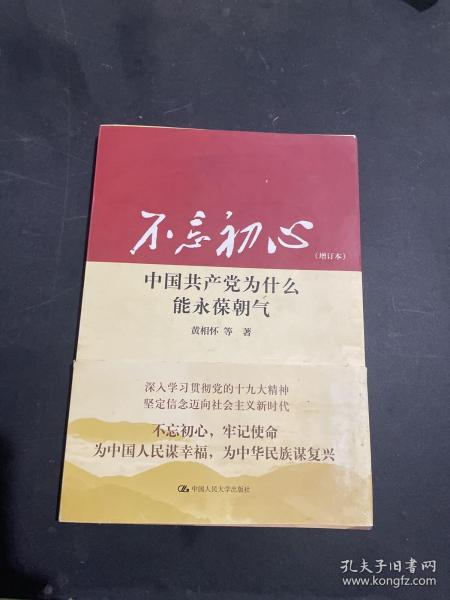 不忘初心
（增订本）
中国共产党为什么
能永葆朝气
黄相怀 等 著
深入学习贯彻党的十九大精神
坚定信念迈向社会主义新时代
不忘初心，牢记使命
为中国人民谋幸福，为中华民族谋复兴
中国人民大学出版社
孔夫子旧书网
www.kongfz.com